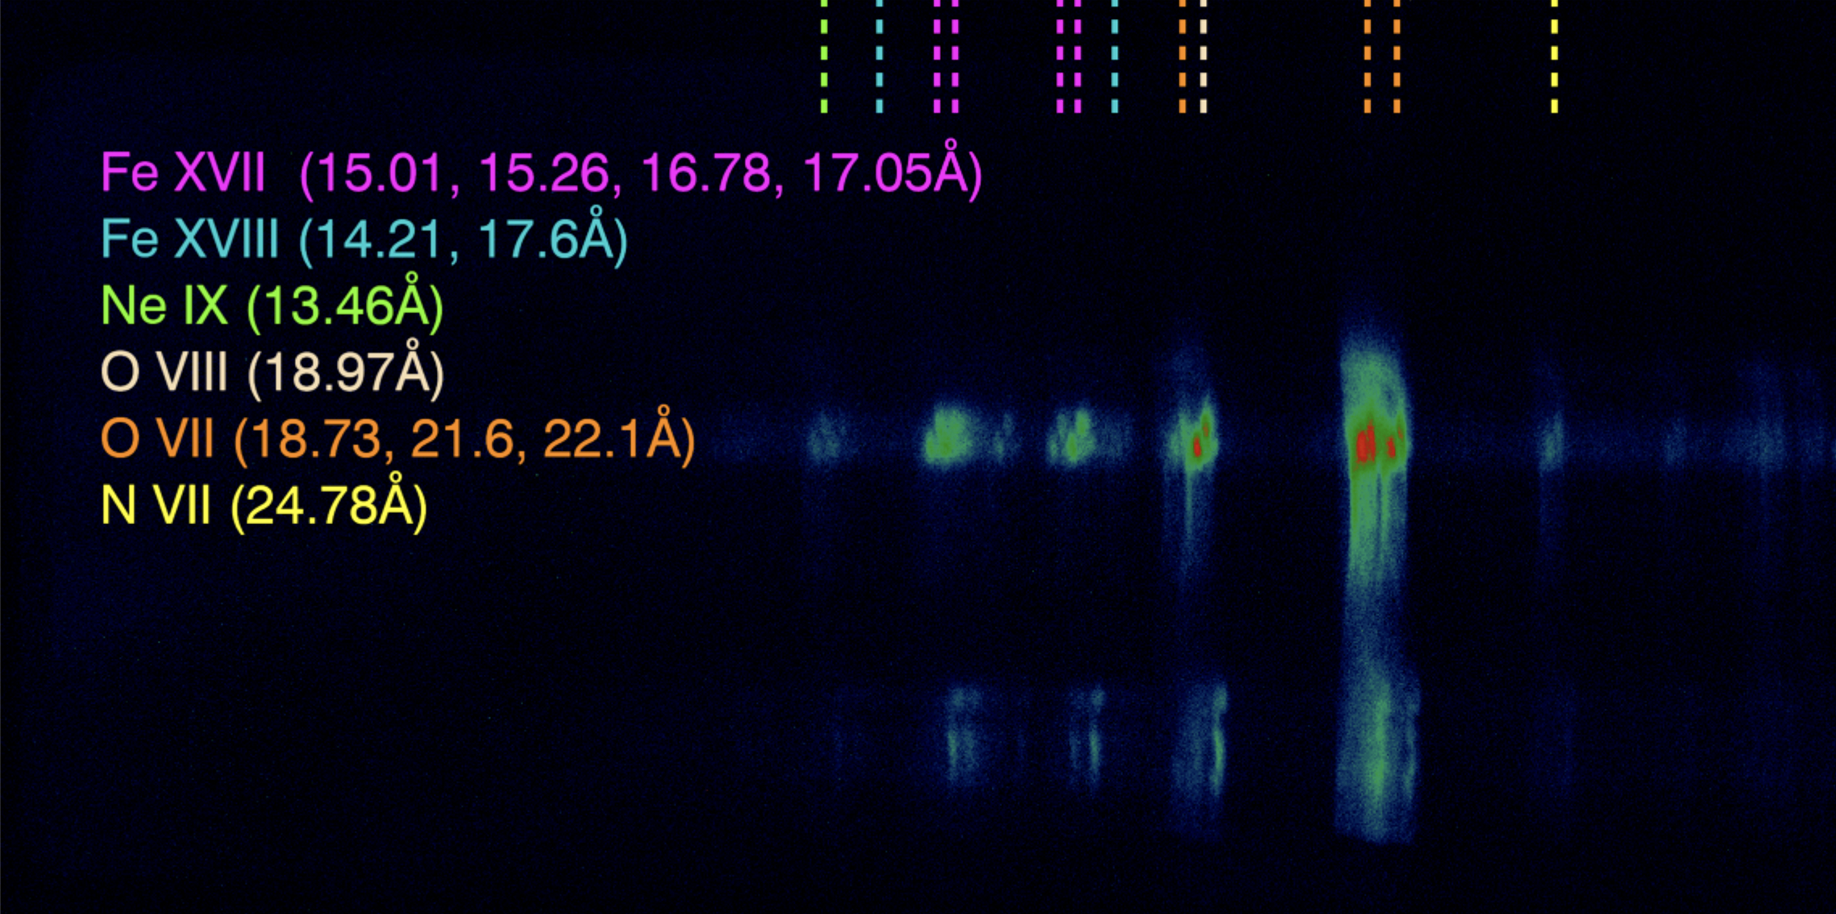 Fe XVII (15.01, 15.26, 16.78, 17.05Å)
Fe XVIII (14.21, 17.6Å)
Ne IX (13.46Å)
O VIII (18.97Å)
O VII (18.73, 21.6, 22.1Å)
N VII (24.78Å)